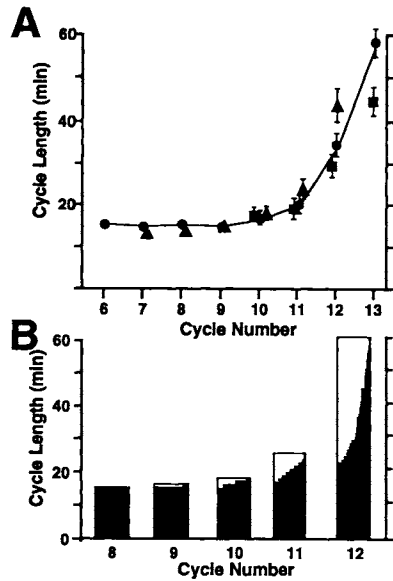 A
Cycle Length (min)
60
40
20
6 7 8 9 10 11 12 13
Cycle Number
B
Cycle Length (min)
60
40
20
0
8 9 10 11 12
Cycle Number